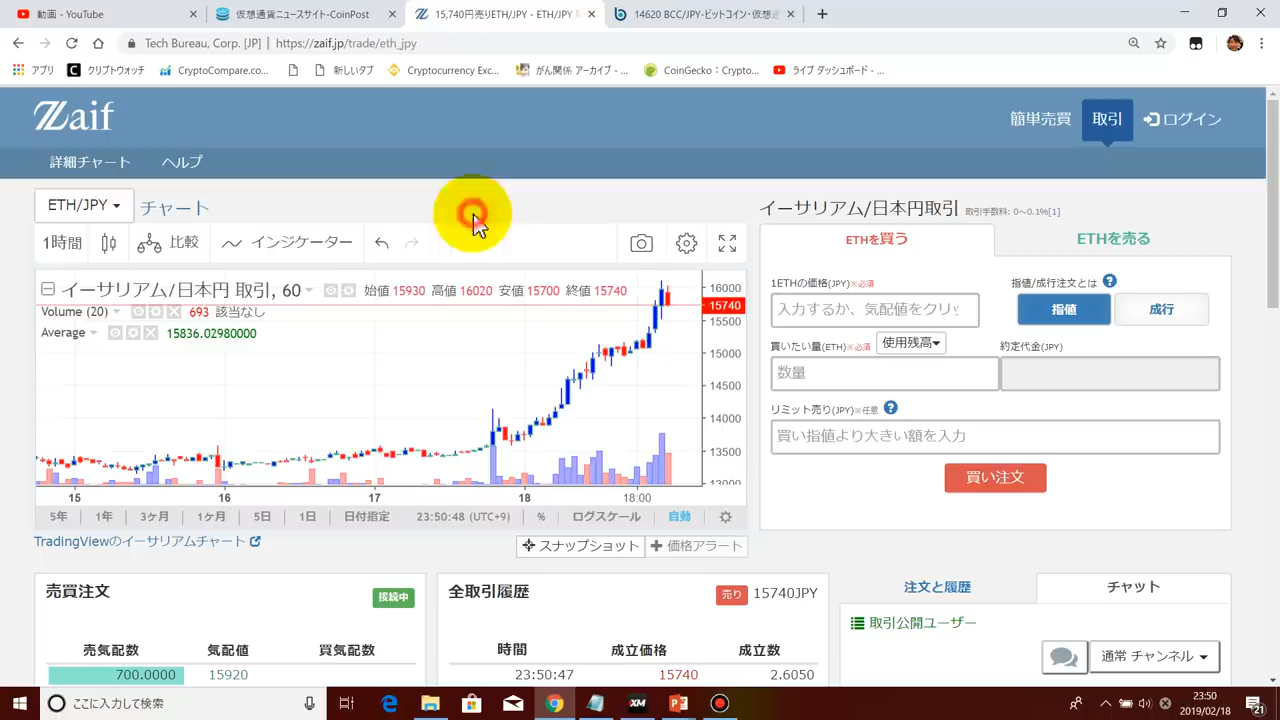 動画 - YouTube
仮想通貨ニュースサイト-CoinPost
15,740円売りETH/JPY - ETH/JPY
14620 BCC/JPY-ビットコイン・仮想通
Tech Bureau, Corp. [JP] | https://zaif.jp/trade/eth_jpy
アプリ
クリプトウォッチ
CryptoCompare.co...
新しいタブ
Cryptocurrency Exc...
がん関係 アーカイブ - ...
CoinGecko：Crypto...
ライブ ダッシュボード - ...
Zaif
簡単売買
取引
ログイン
詳細チャート
ヘルプ
ETH/JPY
チャート
1時間
比較
インジケーター
イーサリアム/日本円 取引, 60
始値 15930 高値 16020 安値 15700 終値 15740
Volume (20)
693 該当なし
Average
15836.02980000
16000
15740
15500
15000
14500
14000
13500
13000
15
16
17
18
18:00
5年
1年
3ヶ月
1ヶ月
5日
1日
日付指定
23:50:48 (UTC+9)
%
ログスケール
自動
TradingViewのイーサリアムチャート
スナップショット
価格アラート
イーサリアム/日本円取引 取引手数料: 0～0.1%[1]
ETHを買う
ETHを売る
1ETHの価格(JPY)※必須
指値/成行注文とは
入力するか、気配値をクリッ
指値
成行
買いたい量(ETH)※必須
使用残高
約定代金(JPY)
数量
リミット売り(JPY)※任意
買い指値より大きい額を入力
買い注文
売買注文
接続中
売気配数
気配値
買気配数
700.0000
15920
全取引履歴
売り
15740JPY
時間
成立価格
成立数
23:50:47
15740
2.6050
注文と履歴
チャット
取引公開ユーザー
通常 チャンネル
ここに入力して検索
XM
23:50
2019/02/18
21